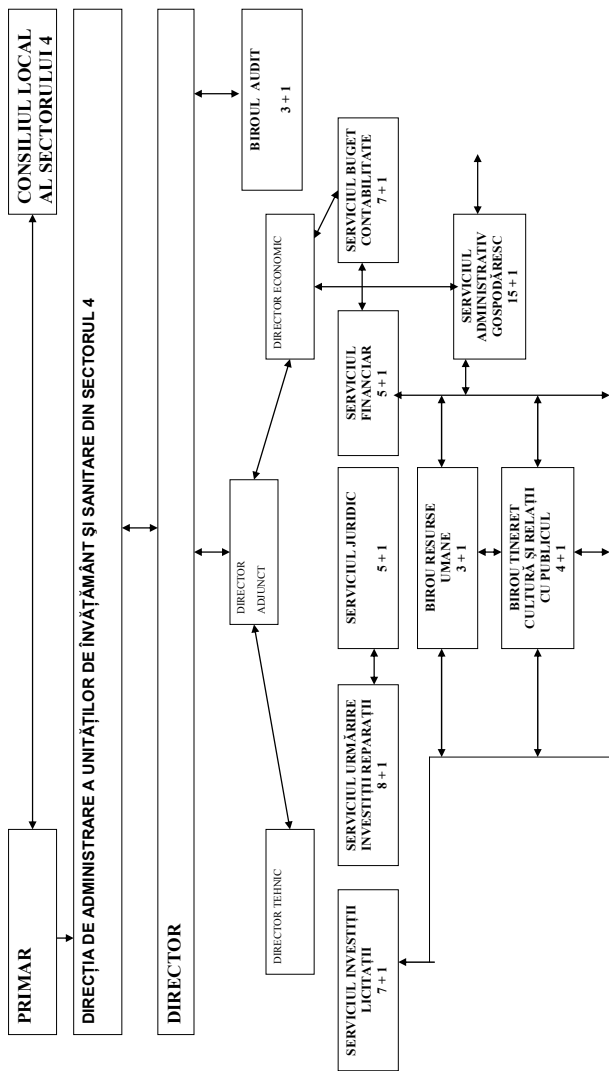 PRIMAR
CONSILIUL LOCAL
AL SECTORULUI 4
DIRECȚIA DE ADMINISTRARE A UNITĂȚILOR DE ÎNVĂȚĂMÂNT ȘI SANITARE DIN SECTORUL 4
DIRECTOR
BIROUL AUDIT
3 + 1
DIRECTOR
ADJUNCT
DIRECTOR TEHNIC
DIRECTOR ECONOMIC
SERVICIUL INVESTIȚII
LICITAȚII
7 + 1
SERVICIUL URMĂRIRE
INVESTIȚII REPARAȚII
8 + 1
SERVICIUL JURIDIC
5 + 1
SERVICIUL
FINANCIAR
5 + 1
SERVICIUL BUGET
CONTABILITATE
7 + 1
BIROU RESURSE
UMANE
3 + 1
SERVICIUL
ADMINISTRATIV
GOSPODĂRESC
15 + 1
BIROU TINERET
CULTURĂ ȘI RELAȚII
CU PUBLICUL
4 + 1